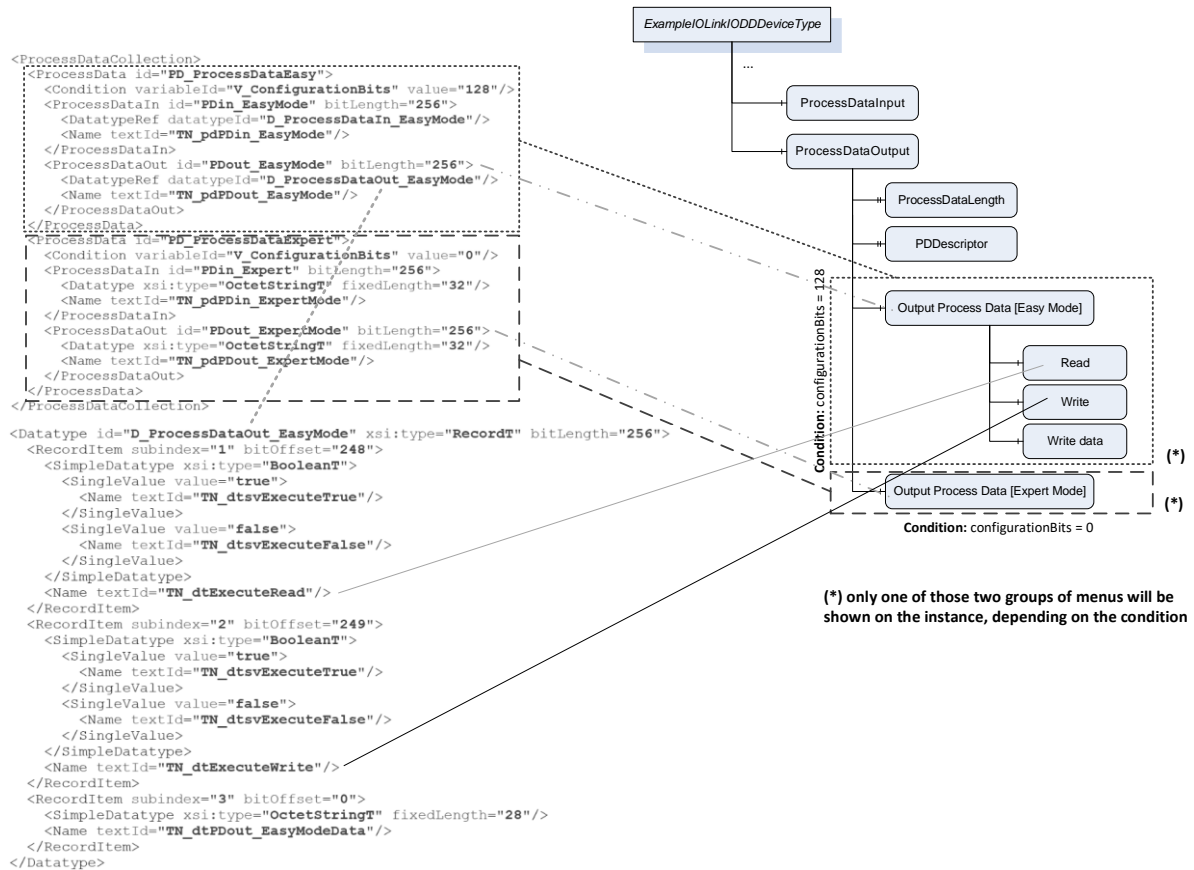 <ProcessDataCollection>
<ProcessData id="PD_ProcessDataEasy">
<Condition variableId="V_ConfigurationBits" value="128"/>
<ProcessDataIn id="PDin_EasyMode" bitLength="256">
<DatatypeRef datatypeId="D_ProcessDataIn_EasyMode"/>
<Name textId="TN_pdPDin_EasyMode"/>
</ProcessDataIn>
<ProcessDataOut id="PDout_EasyMode" bitLength="256">
<DatatypeRef datatypeId="D_ProcessDataOut_EasyMode"/>
<Name textId="TN_pdPDout_EasyMode"/>
</ProcessDataOut>
</ProcessData>
<ProcessData id="PD_ProcessDataExpert">
<Condition variableId="V_ConfigurationBits" value="0"/>
<ProcessDataIn id="PDin_Expert" bitLength="256">
<Datatype xsi:type="OctetStringT" fixedLength="32"/>
<Name textId="TN_pdPDin_ExpertMode"/>
</ProcessDataIn>
<ProcessDataOut id="PDout_ExpertMode" bitLength="256">
<Datatype xsi:type="OctetStringT" fixedLength="32"/>
<Name textId="TN_pdPDout_ExpertMode"/>
</ProcessDataOut>
</ProcessData>
</ProcessDataCollection>
<Datatype id="D_ProcessDataOut_EasyMode" xsi:type="RecordT" bitLength="256">
<RecordItem subindex="1" bitOffset="248">
<SimpleDatatype xsi:type="BooleanT">
<SingleValue value="true">
<Name textId="TN_dtsvExecuteTrue"/>
</SingleValue>
<SingleValue value="false">
<Name textId="TN_dtsvExecuteFalse"/>
</SingleValue>
</SimpleDatatype>
<Name textId="TN_dtExecuteRead"/>
</RecordItem>
<RecordItem subindex="2" bitOffset="249">
<SimpleDatatype xsi:type="BooleanT">
<SingleValue value="true">
<Name textId="TN_dtsvExecuteTrue"/>
</SingleValue>
<SingleValue value="false">
<Name textId="TN_dtsvExecuteFalse"/>
</SingleValue>
</SimpleDatatype>
<Name textId="TN_dtExecuteWrite"/>
</RecordItem>
<RecordItem subindex="3" bitOffset="0">
<SimpleDatatype xsi:type="OctetStringT" fixedLength="28"/>
<Name textId="TN_dtPDout_EasyModeData"/>
</RecordItem>
</Datatype>
ExampleIOLinkIODDDeviceType
...
ProcessDataInput
ProcessDataOutput
ProcessDataLength
PDDescriptor
Condition: configurationBits = 128
Output Process Data [Easy Mode]
Read
Write
Write data
(*)
Output Process Data [Expert Mode]
(*)
Condition: configurationBits = 0
(*) only one of those two groups of menus will be
shown on the instance, depending on the condition